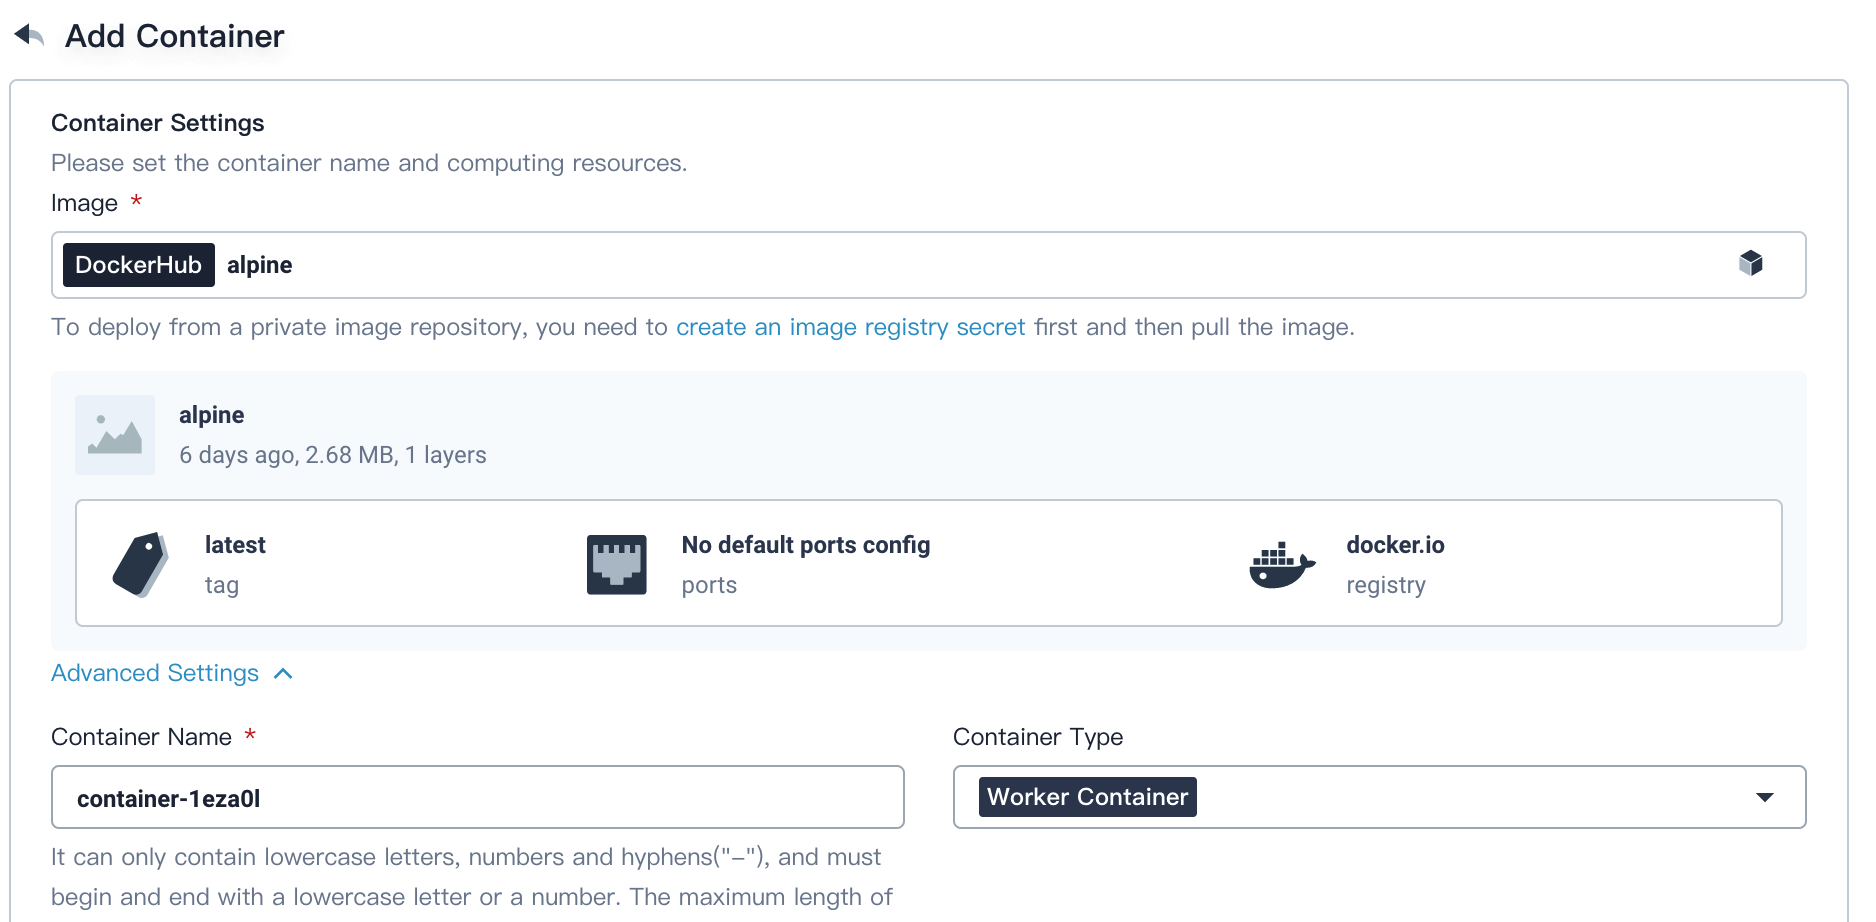 Add Container
Container Settings
Please set the container name and computing resources.
Image *
DockerHub alpine
To deploy from a private image repository, you need to create an image registry secret first and then pull the image.
alpine
6 days ago, 2.68 MB, 1 layers
latest
tag
No default ports config
ports
docker.io
registry
Advanced Settings
Container Name *
container-1eza0l
It can only contain lowercase letters, numbers and hyphens("-"), and must
begin and end with a lowercase letter or a number. The maximum length of
Container Type
Worker Container